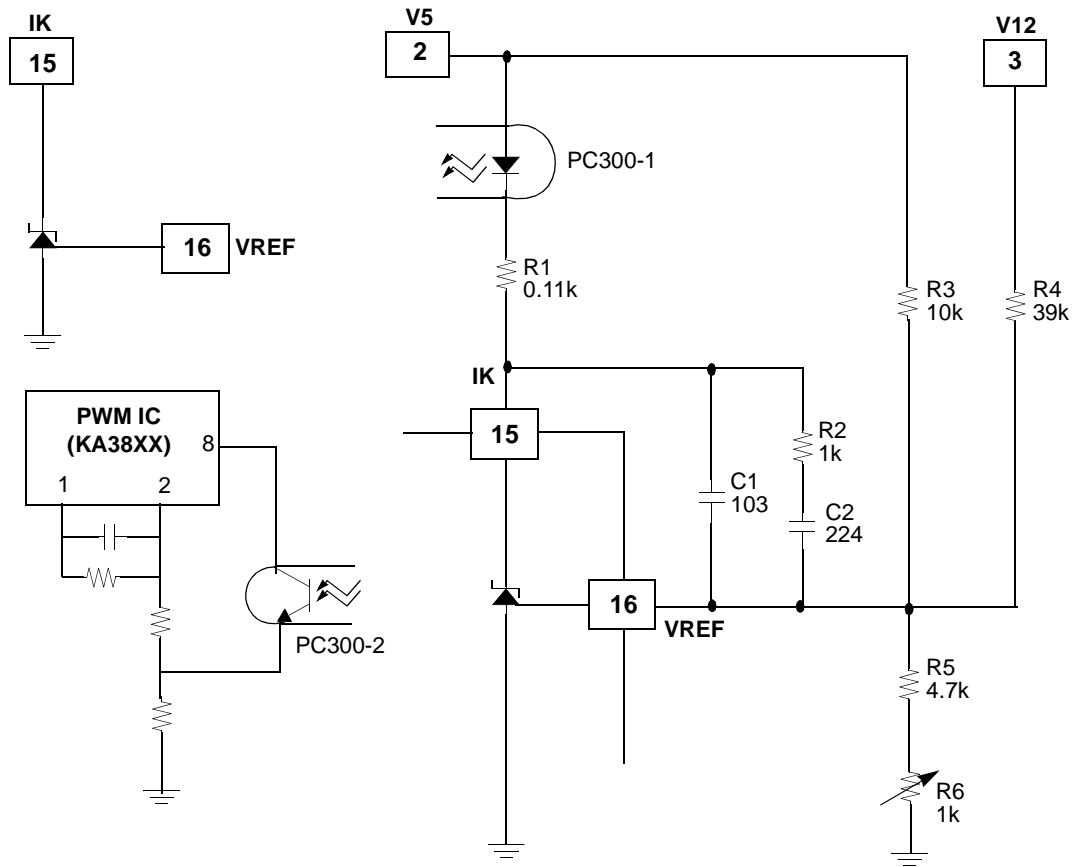 IK
15
16 VREF
V5
2
V12
3
PC300-1
R1
0.11k
R3
10k
R4
39k
IK
15
R2
1k
C1
103
C2
224
16
VREF
R5
4.7k
R6
1k
PWM IC
(KA38XX)
8
1 2
PC300-2